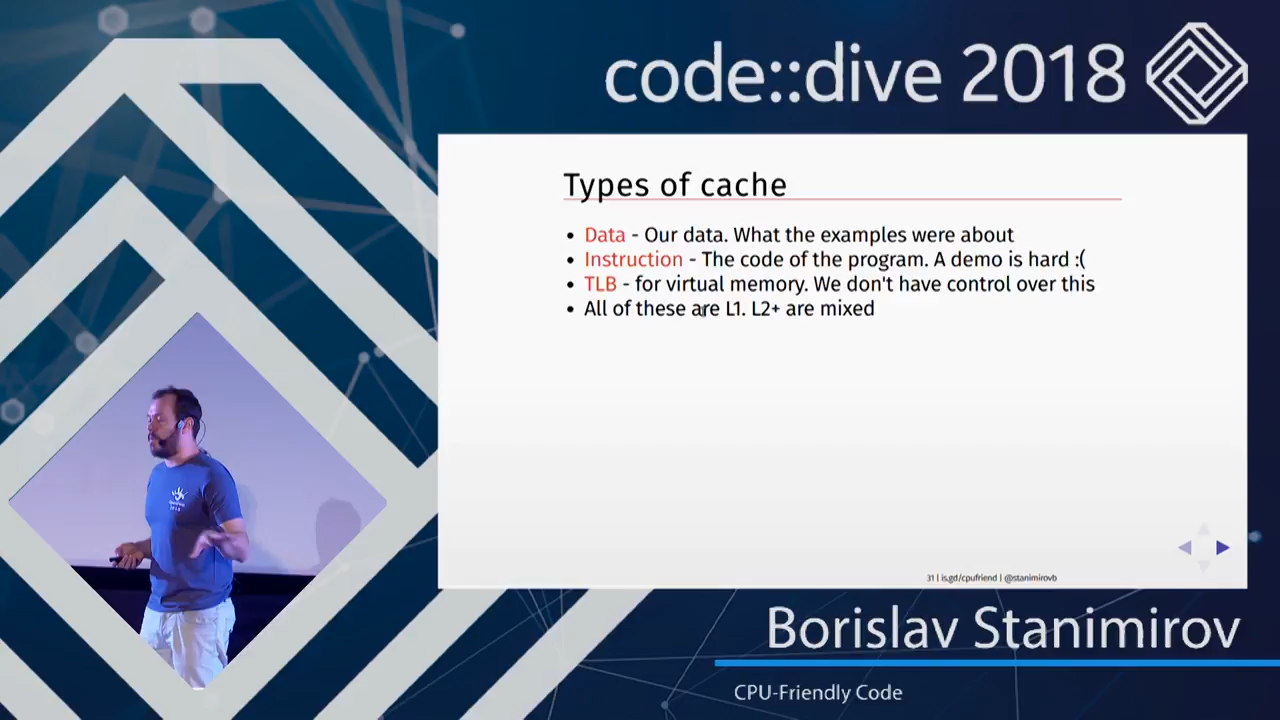 code::dive 2018
Types of cache
• Data - Our data. What the examples were about
• Instruction - The code of the program. A demo is hard :(
• TLB - for virtual memory. We don't have control over this
• All of these are L1. L2+ are mixed
31 | is.gd/cpufriend | @stanimirovb
Borislav Stanimirov
CPU-Friendly Code